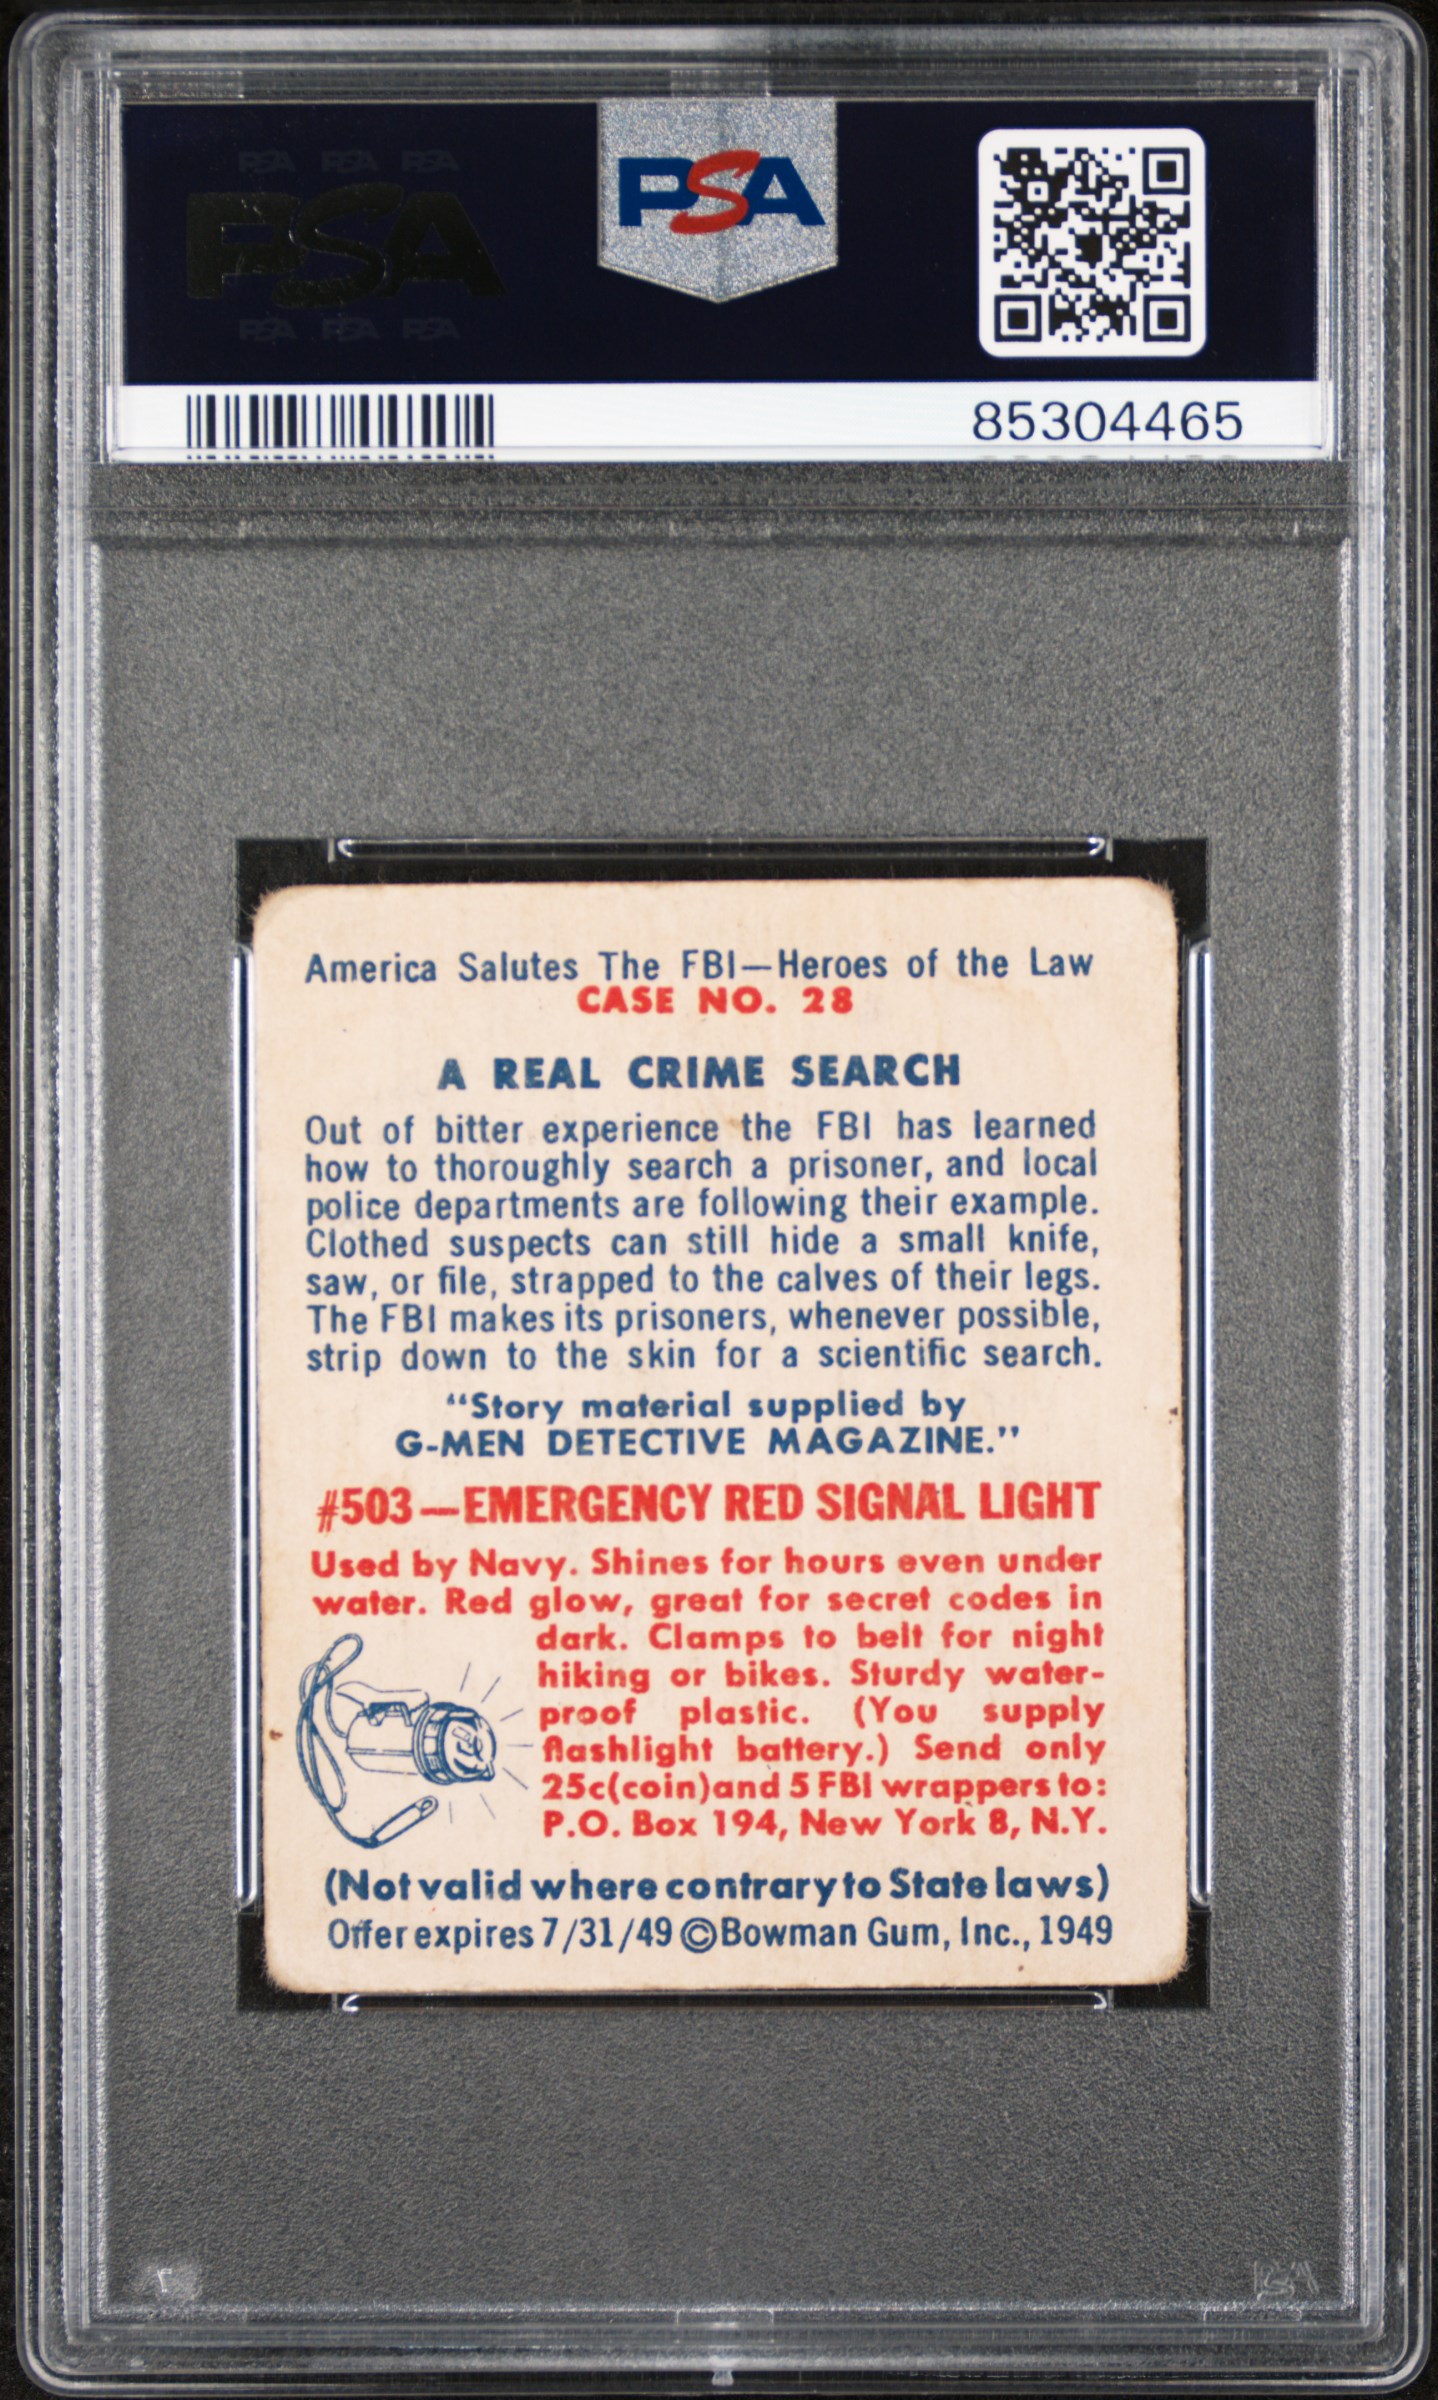 PSA PSA PSA
PSA
PSA PSA PSA
PSA
85304465
America Salutes The FBI—Heroes of the Law
CASE NO. 28
A REAL CRIME SEARCH
Out of bitter experience the FBI has learned
how to thoroughly search a prisoner, and local
police departments are following their example.
Clothed suspects can still hide a small knife,
saw, or file, strapped to the calves of their legs.
The FBI makes its prisoners, whenever possible,
strip down to the skin for a scientific search.
“Story material supplied by
G-MEN DETECTIVE MAGAZINE.”
#503—EMERGENCY RED SIGNAL LIGHT
Used by Navy. Shines for hours even under
water. Red glow, great for secret codes in
dark. Clamps to belt for night
hiking or bikes. Sturdy water-
proof plastic. (You supply
flashlight battery.) Send only
25c(coin)and 5 FBI wrappers to:
P.O. Box 194, New York 8, N.Y.
(Not valid where contrary to State laws)
Offer expires 7/31/49 ©Bowman Gum, Inc., 1949
PSA